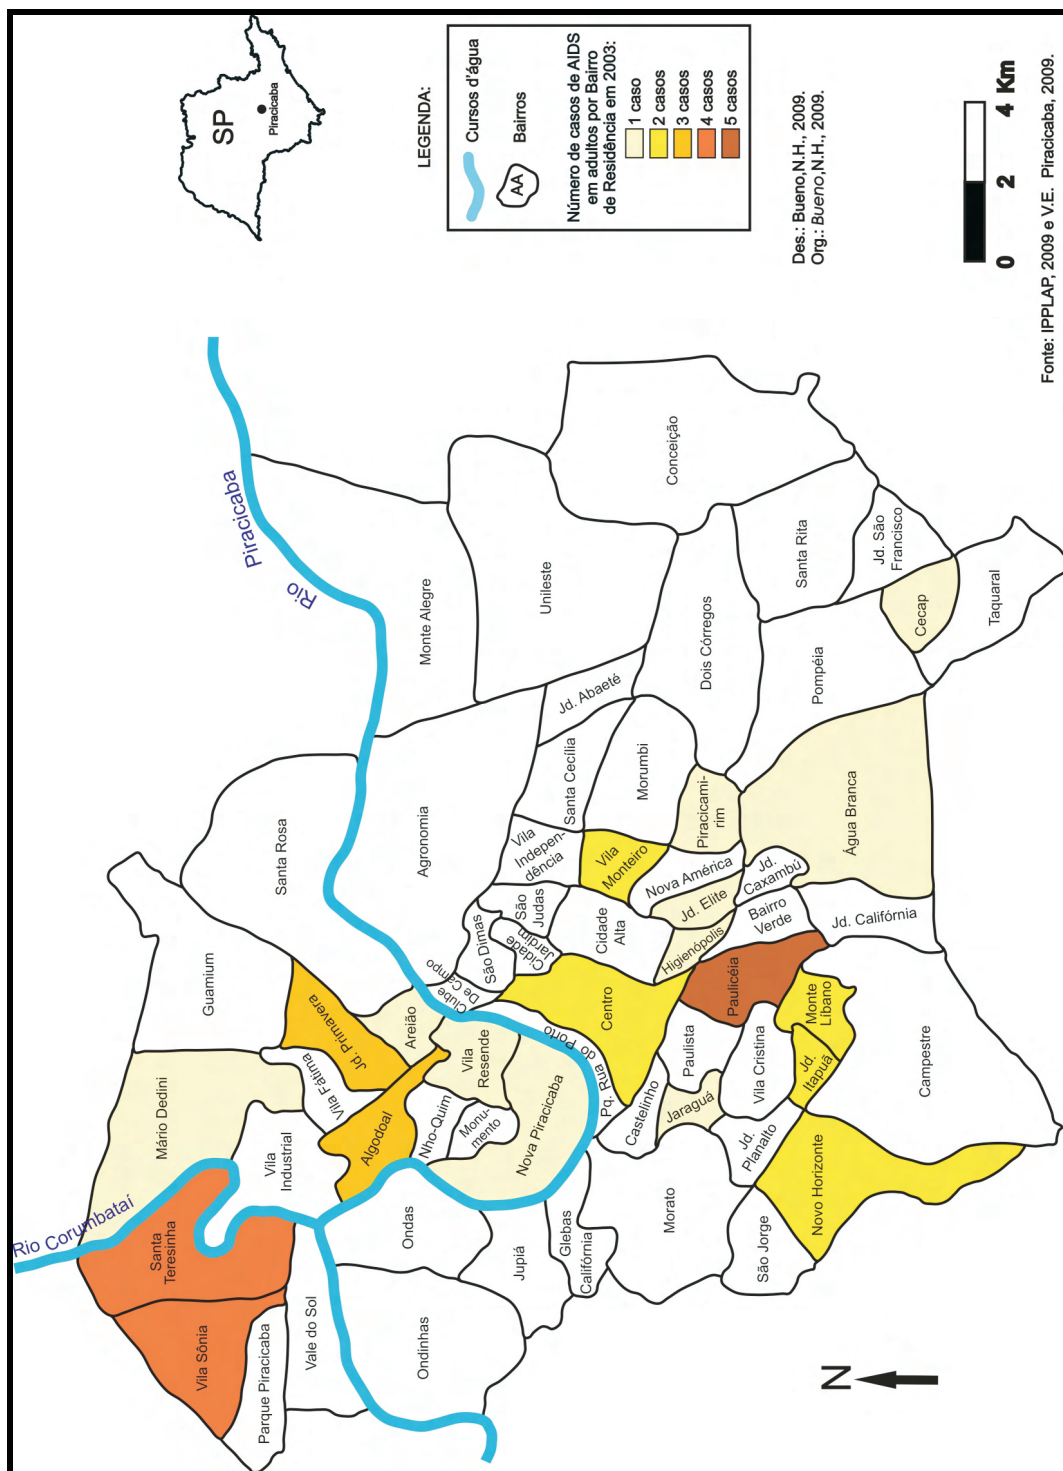 SP
Piracicaba
LEGENDA:
Cursos d'água
AA
Bairros
Número de casos de AIDS
em adultos por Bairro
de Residência em 2003:
1 caso
2 casos
3 casos
4 casos
5 casos
Des.: Bueno,N.H., 2009.
Org.: Bueno,N.H., 2009.
0
2
4 Km
Fonte: IPPLAP, 2009 e V.E. Piracicaba, 2009.
N
Rio Corumbataí
Rio
Piracicaba
Vila Sônia
Santa
Teresinha
Parque Piracicaba
Vale do Sol
Mário Dedini
Vila
Industrial
Vila Fátima
Guamium
Jd. Primavera
Algodoal
Areião
Santa Rosa
Vila
Resende
Nho-Quim
Monu-
mento
Nova Piracicaba
Ondas
Ondinhas
Jupiá
Glebas
Califórnia
Agronomia
Monte Alegre
Unileste
Conceição
Clube
De Campo
São Dimas
Cidade
Jardim
São
Judas
Vila
Indepen-
dência
Santa Cecília
Jd. Abaeté
Centro
Pq. Rua do Porto
Cidade
Alta
Vila
Monteiro
Morumbi
Dois Córregos
Santa Rita
Castelinho
Morato
Jaraguá
Paulista
Higienópolis
Jd. Elite
Nova América
Piracicami-
rim
Paulicéia
Vila Cristina
Jd.
Planalto
São Jorge
Bairro
Verde
Jd.
Caxambú
Pompéia
Jd. São
Francisco
Cecap
Taquaral
Novo Horizonte
Jd.
Itapuã
Monte
Líbano
Jd. Califórnia
Água Branca
Campestre